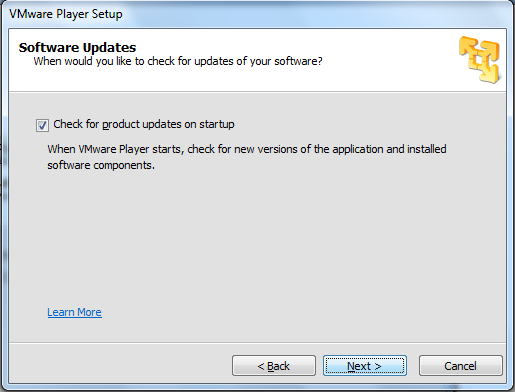 VMware Player Setup
Software Updates
When would you like to check for updates of your software?
Check for product updates on startup
When VMware Player starts, check for new versions of the application and installed
software components.
Learn More
< Back
Next >
Cancel